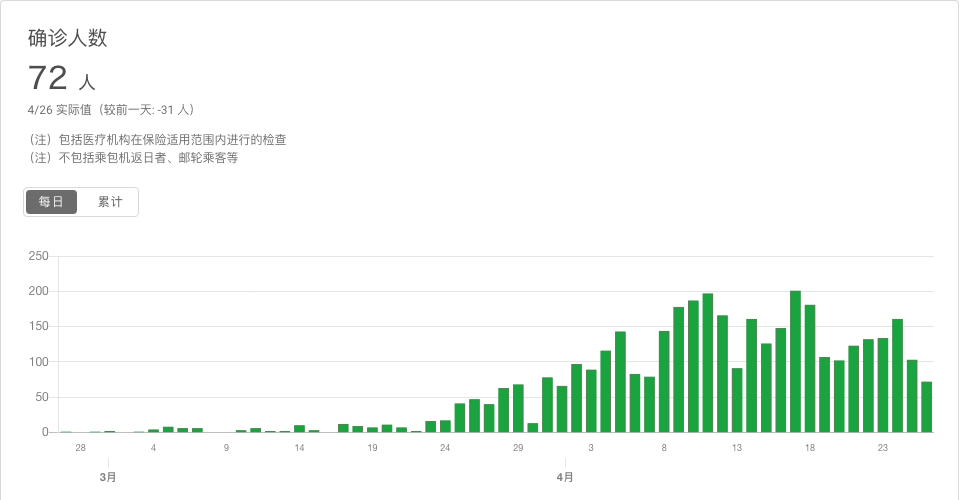 确诊人数
72 人
4/26 实际值（较前一天: -31 人）
（注）包括医疗机构在保险适用范围内进行的检查
（注）不包括乘包机返日者、邮轮乘客等
每日 累计
250
200
150
100
50
0
28 4 9 14 19 24 29 3 8 13 18 23
3月 4月